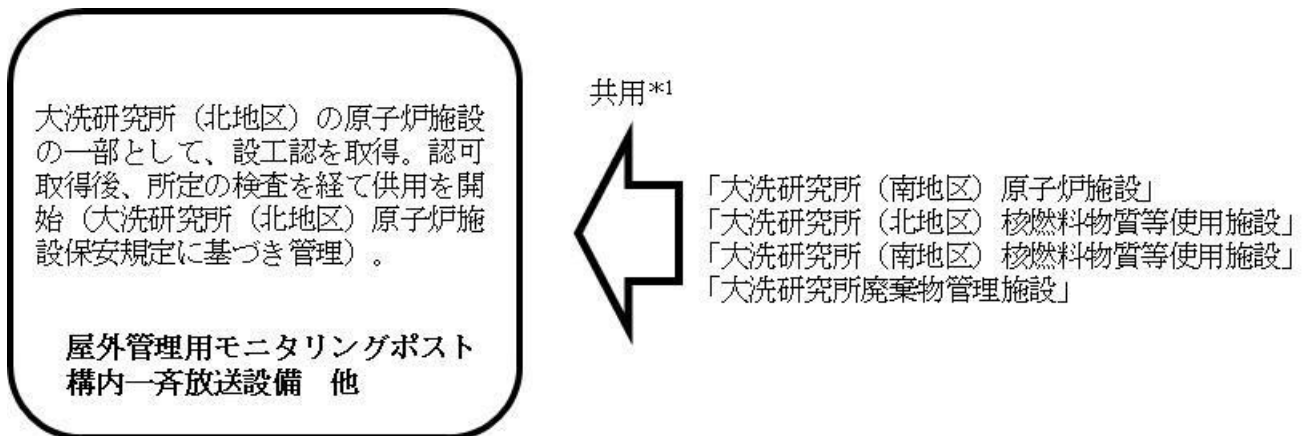 大洗研究所（北地区）の原子炉施設
の一部として、設工認を取得。認可
取得後、所定の検査を経て供用を開
始（大洗研究所（北地区）原子炉施
設保安規定に基づき管理）。
屋外管理用モニタリングポスト
構内一斉放送設備　他
共用*1
「大洗研究所（南地区）原子炉施設」
「大洗研究所（北地区）核燃料物質等使用施設」
「大洗研究所（南地区）核燃料物質等使用施設」
「大洗研究所廃棄物管理施設」